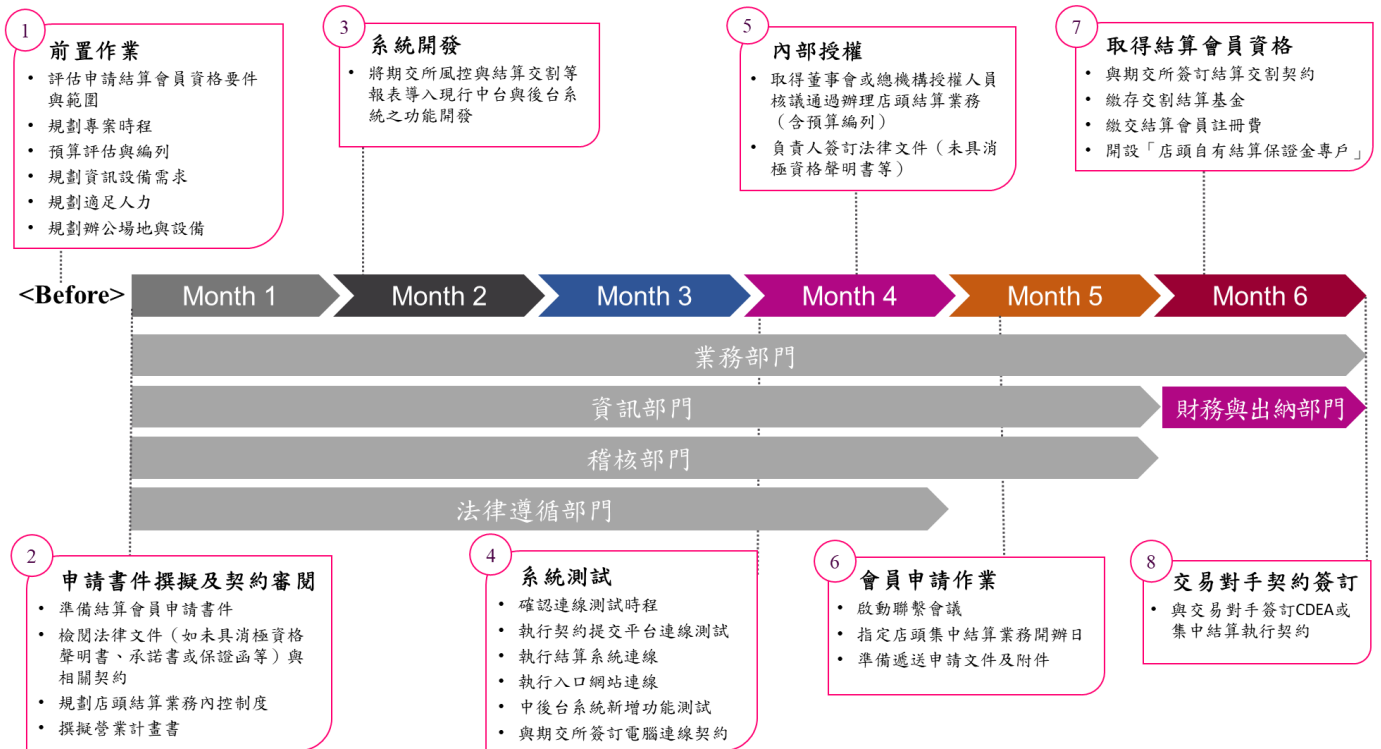 1
前置作業
• 評估申請結算會員資格要件
與範圍
• 規劃專案時程
• 預算評估與編列
• 規劃資訊設備需求
• 規劃適足人力
• 規劃辦公場地與設備
3
系統開發
• 將期交所風控與結算交割等
報表導入現行中台與後台系
統之功能開發
5
內部授權
• 取得董事會或總機構授權人員
核議通過辦理店頭結算業務
（含預算編列）
• 負責人簽訂法律文件（未具消
極資格聲明書等）
7
取得結算會員資格
• 與期交所簽訂結算交割契約
• 繳存交割結算基金
• 繳交結算會員註冊費
• 開設「店頭自有結算保證金專戶」
<Before>
Month 1
Month 2
Month 3
Month 4
Month 5
Month 6
業務部門
資訊部門
財務與出納部門
稽核部門
法律遵循部門
2
申請書件撰擬及契約審閱
• 準備結算會員申請書件
• 檢閱法律文件（如未具消極資格
聲明書、承諾書或保證函等）與
相關契約
• 規劃店頭結算業務內控制度
• 撰擬營業計畫書
4
系統測試
• 確認連線測試時程
• 執行契約提交平台連線測試
• 執行結算系統連線
• 執行入口網站連線
• 中後台系統新增功能測試
• 與期交所簽訂電腦連線契約
6
會員申請作業
• 啟動聯繫會議
• 指定店頭集中結算業務開辦日
• 準備遞送申請文件及附件
8
交易對手契約簽訂
• 與交易對手簽訂CDEA或
集中結算執行契約